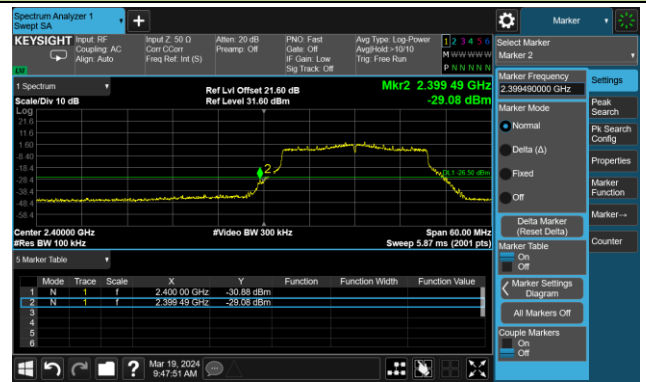 Spectrum Analyzer 1
Swept SA
Marker
KEYSIGHT
Input: RF
Coupling: AC
Align: Auto
Input Z: 50 Ω
Corr CCorr
Freq Ref: Int (S)
Atten: 20 dB
Preamp: Off
PNO: Fast
Gate: Off
IF Gain: Low
Sig Track: Off
Avg Type: Log-Power
Avg|Hold:>10/10
Trig: Free Run
1 2 3 4 5 6
M W W W W W
P N N N N N
Select Marker
Marker 2
1 Spectrum
Scale/Div 10 dB
Ref Lvl Offset 21.60 dB
Ref Level 31.60 dBm
Mkr2 2.399 49 GHz
-29.08 dBm
Log
21.6
11.6
1.60
-8.40
-18.4
-28.4
-38.4
-48.4
-58.4
2
DL1 -26.50 dBm
Center 2.40000 GHz
#Res BW 100 kHz
#Video BW 300 kHz
Span 60.00 MHz
Sweep 5.87 ms (2001 pts)
5 Marker Table
Mode Trace Scale X Y Function Function Width Function Value
1 N 1 f 2.400 00 GHz -30.88 dBm
2 N 1 f 2.399 49 GHz -29.08 dBm
3
4
5
6
Marker Frequency
2.399490000 GHz
Marker Mode
Normal
Delta (Δ)
Fixed
Off
Delta Marker
(Reset Delta)
Marker Table
On
Off
Marker Settings
Diagram
All Markers Off
Couple Markers
On
Off
Settings
Peak
Search
Pk Search
Config
Properties
Marker
Function
Marker→
Counter
Mar 19, 2024
9:47:51 AM